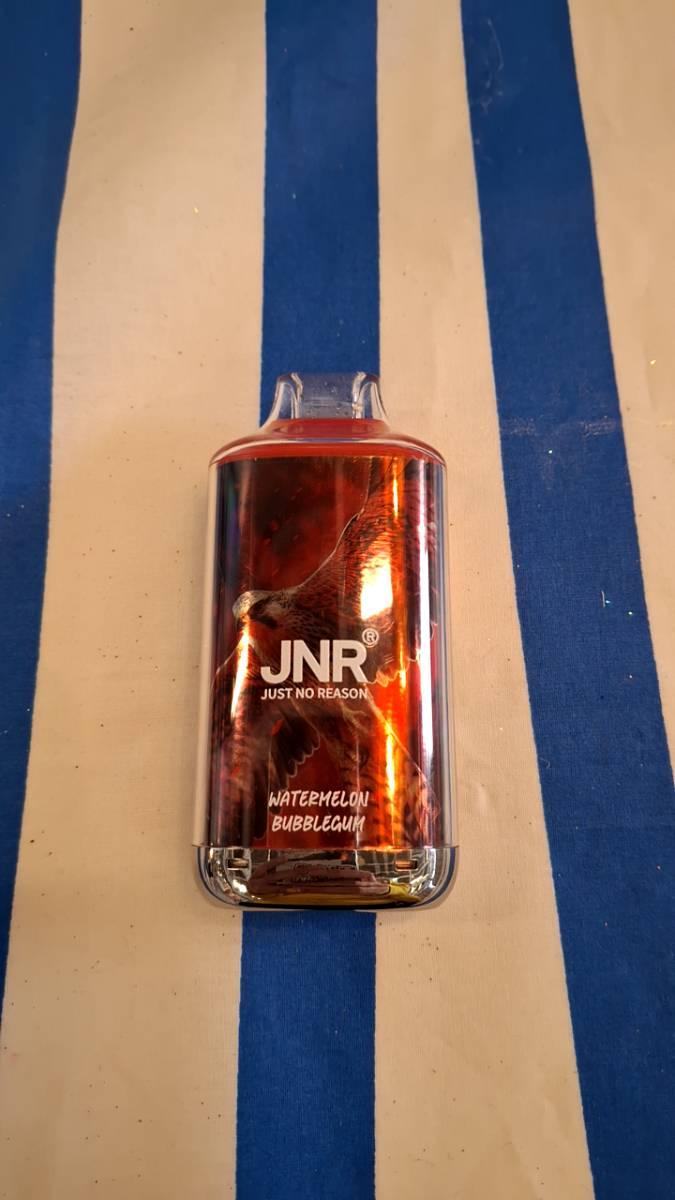 JNR®
JUST NO REASON
WATERMELON
BUBBLEGUM